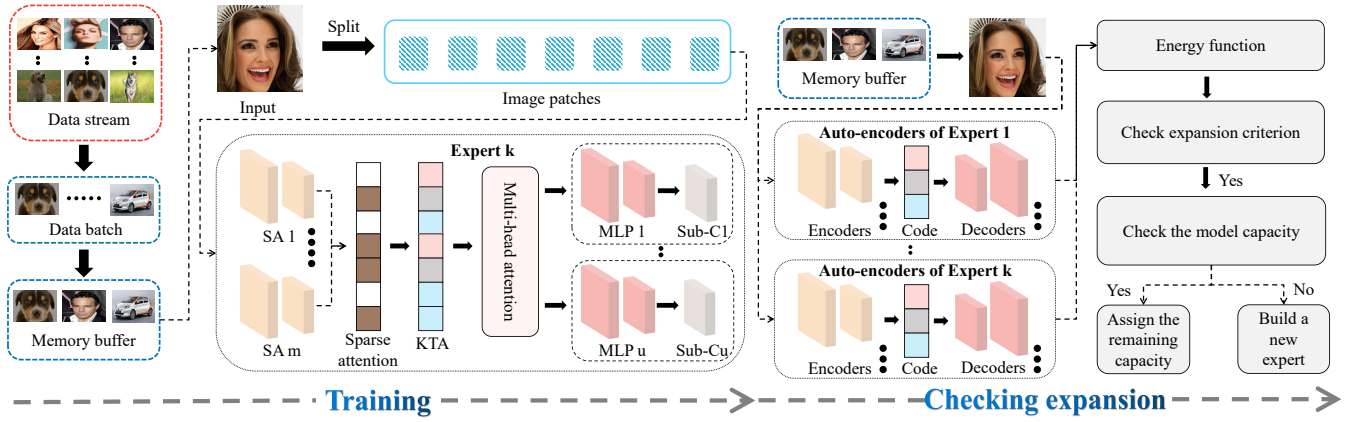 Data stream
Data batch
Memory buffer
Input
Split
Image patches
Expert k
SA 1
SA m
Sparse
attention
KTA
Multi-head attention
MLP 1
Sub-C1
MLP u
Sub-Cu
Training
Memory buffer
Auto-encoders of Expert 1
Encoders
Code
Decoders
Auto-encoders of Expert k
Encoders
Code
Decoders
Energy function
Check expansion criterion
Yes
Check the model capacity
Yes
No
Assign the
remaining
capacity
Build a
new
expert
Checking expansion